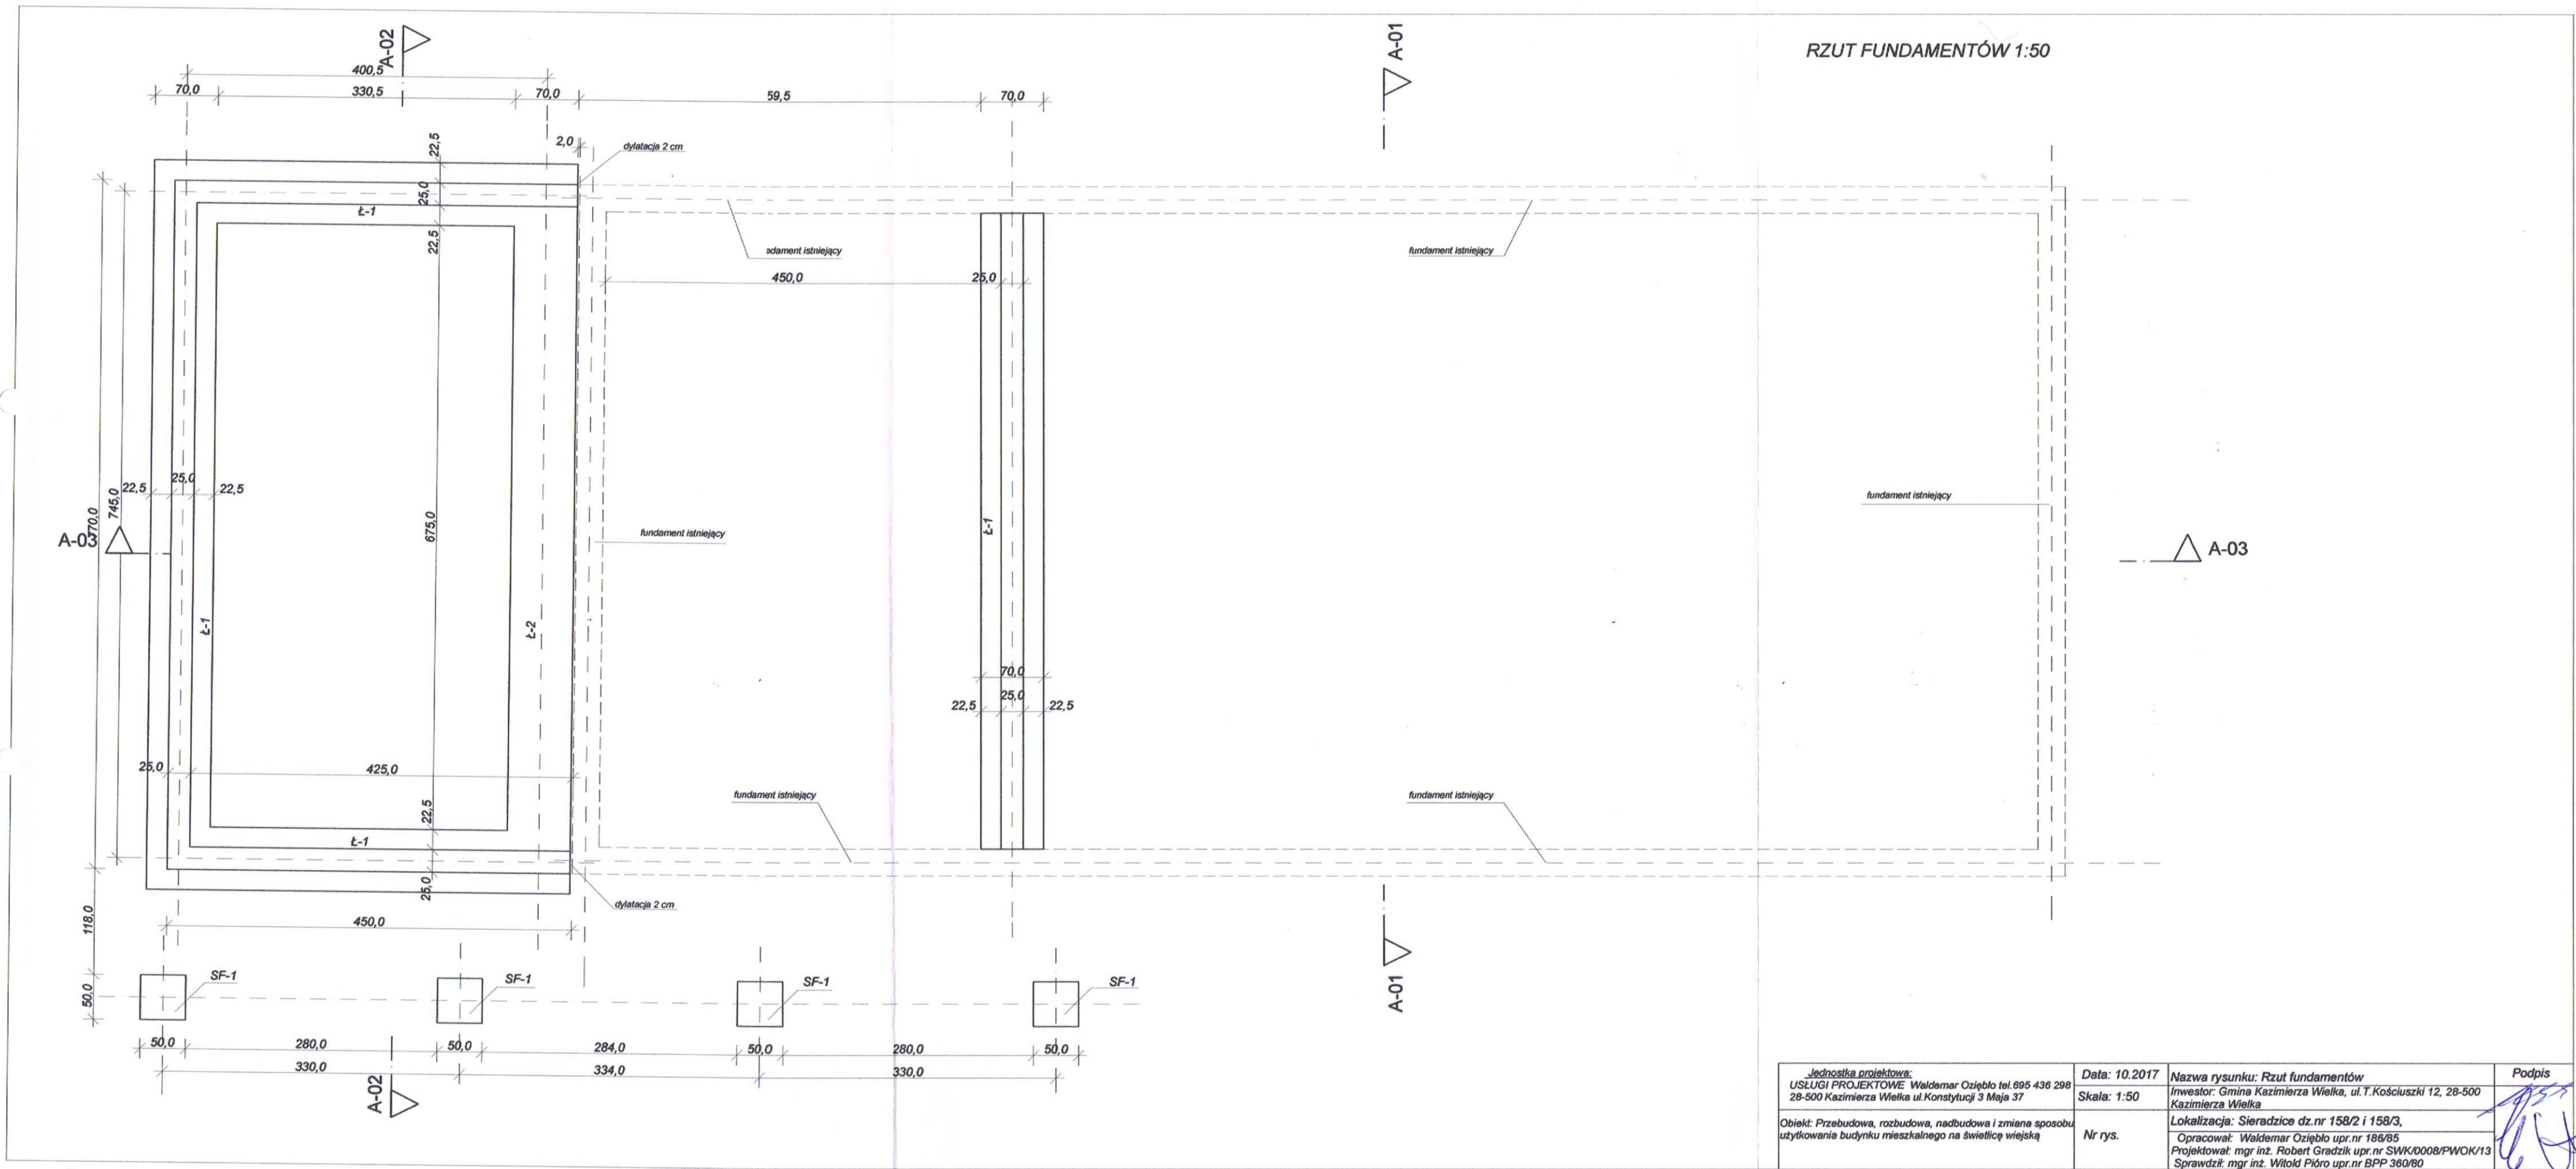 RZUT FUNDAMENTÓW 1:50
A-02
A-01
400,5
70,0
330,5
70,0
59,5
70,0
2,0
dylatacja 2 cm
22,5
25,0
Ł-1
22,5
adament istniejący
fundament istniejący
450,0
25,0
22,5
25,0
22,5
745,0
770,0
675,0
fundament istniejący
fundament istniejący
Ł-1
A-03
A-03
Ł-1
Ł-2
70,0
25,0
22,5
22,5
25,0
425,0
22,5
fundament istniejący
fundament istniejący
Ł-1
25,0
dylatacja 2 cm
118,0
450,0
SF-1
SF-1
SF-1
SF-1
50,0
A-01
50,0
280,0
50,0
284,0
50,0
280,0
50,0
330,0
334,0
330,0
A-02
Jednostka projektowa:
USŁUGI PROJEKTOWE Waldemar Oziębło tel.695 436 298
28-500 Kazimierza Wielka ul.Konstytucji 3 Maja 37
Data: 10.2017
Skala: 1:50
Nazwa rysunku: Rzut fundamentów
Podpis
Inwestor: Gmina Kazimierza Wielka, ul.T.Kościuszki 12, 28-500
Kazimierza Wielka
Obiekt: Przebudowa, rozbudowa, nadbudowa i zmiana sposobu
użytkowania budynku mieszkalnego na świetlicę wiejską
Nr rys.
Lokalizacja: Sieradzice dz.nr 158/2 i 158/3,
Opracował: Waldemar Oziębło upr.nr 186/85
Projektował: mgr inż. Robert Gradzik upr.nr SWK/0008/PWOK/13
Sprawdził: mgr inż. Witold Pióro upr.nr BPP 360/80